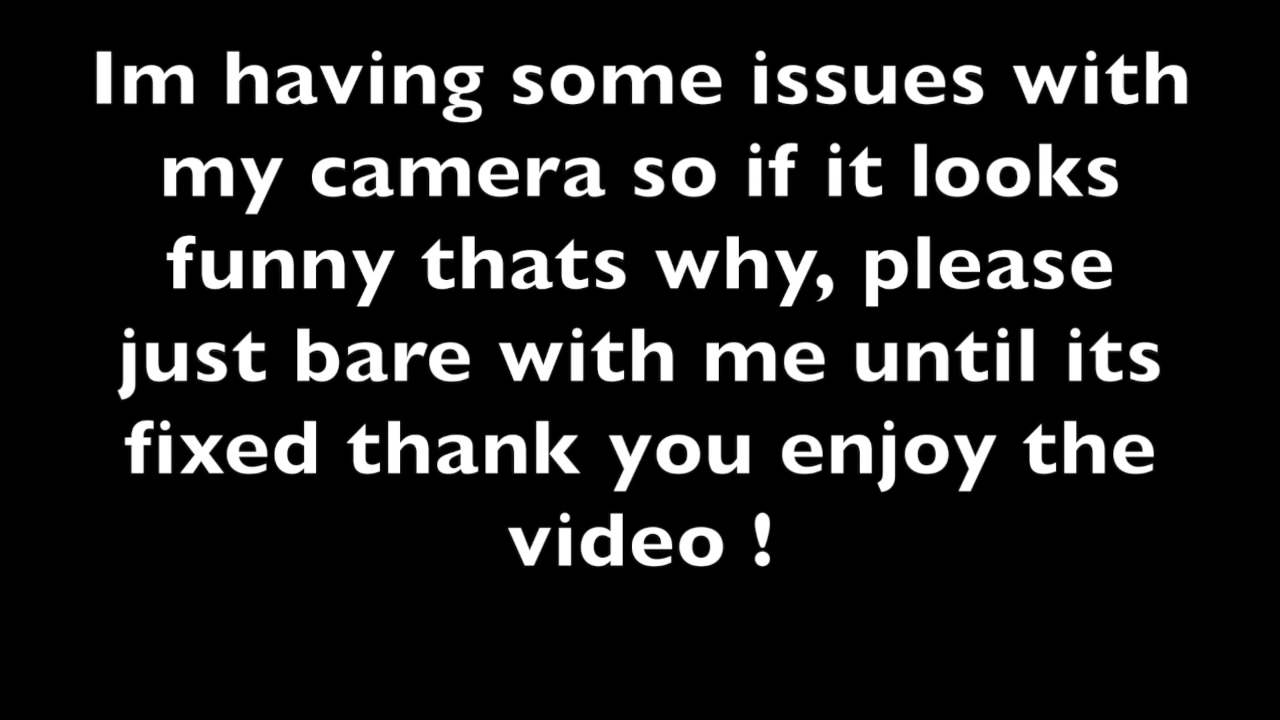 Im having some issues with
my camera so if it looks
funny thats why, please
just bare with me until its
fixed thank you enjoy the
video !